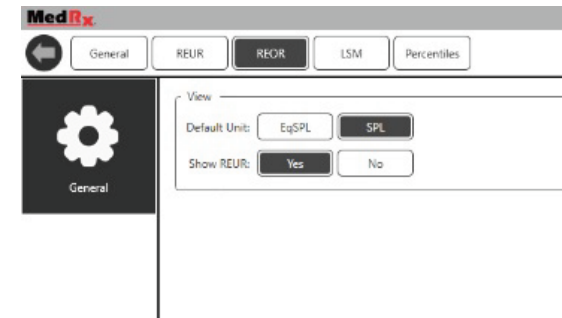 MedRx
General REUR REOR LSM Percentiles
View
Default Unit: EqSPL SPL
Show REUR: Yes No
General